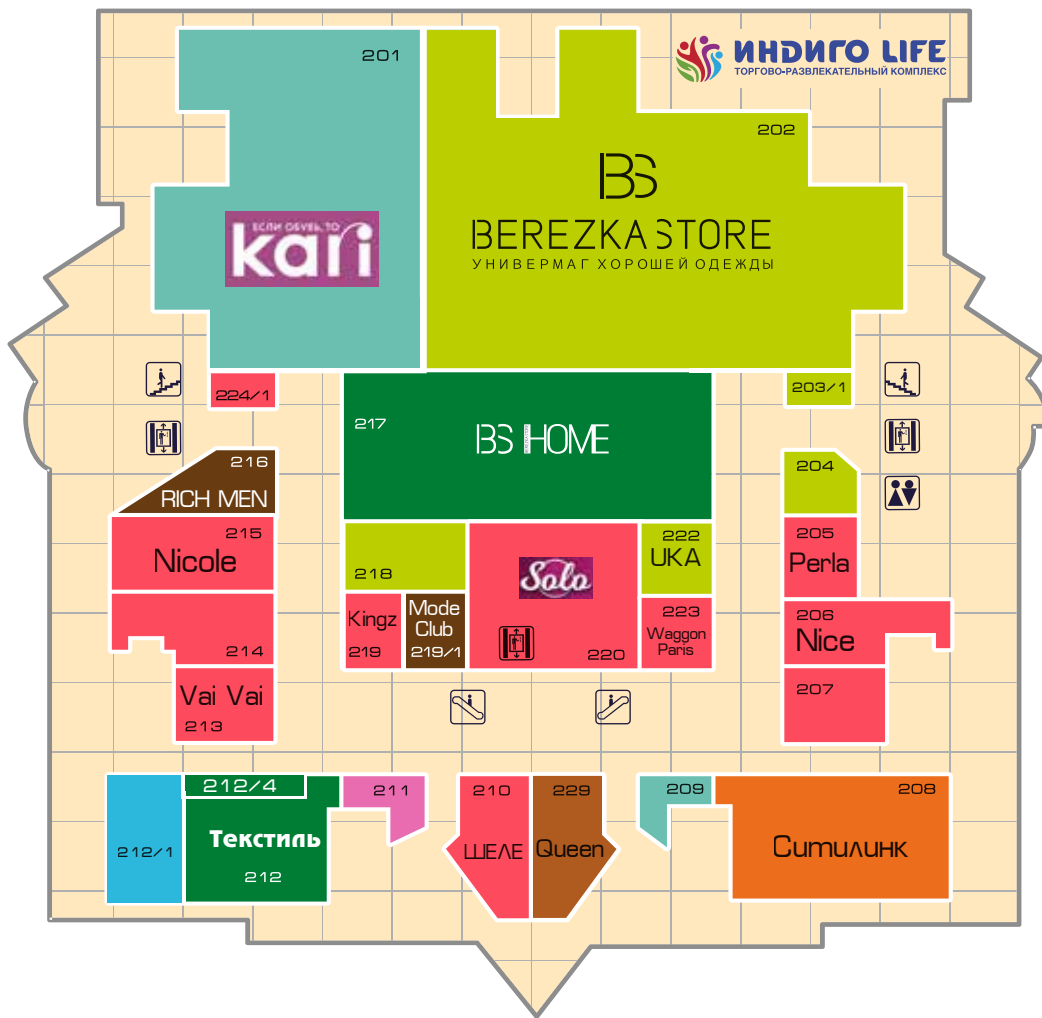 ИНДИГО LIFE
ТОРГОВО-РАЗВЛЕКАТЕЛЬНЫЙ КОМПЛЕКС
201
202
BS
BEREZKA STORE
УНИВЕРМАГ ХОРОШЕЙ ОДЕЖДЫ
ЕСЛИ ОБУВЬ, ТО
kari
224/1
203/1
217
BS HOME
216
RICH MEN
204
215
Nicole
205
Perla
218
Solo
222
UKA
Kingz
219
Mode
Club
219/1
220
223
Waggon
Paris
214
206
Nice
Vai Vai
213
207
212/4
211
210
229
209
208
212/1
Текстиль
212
ШЕЛЕ
Queen
Ситилинк